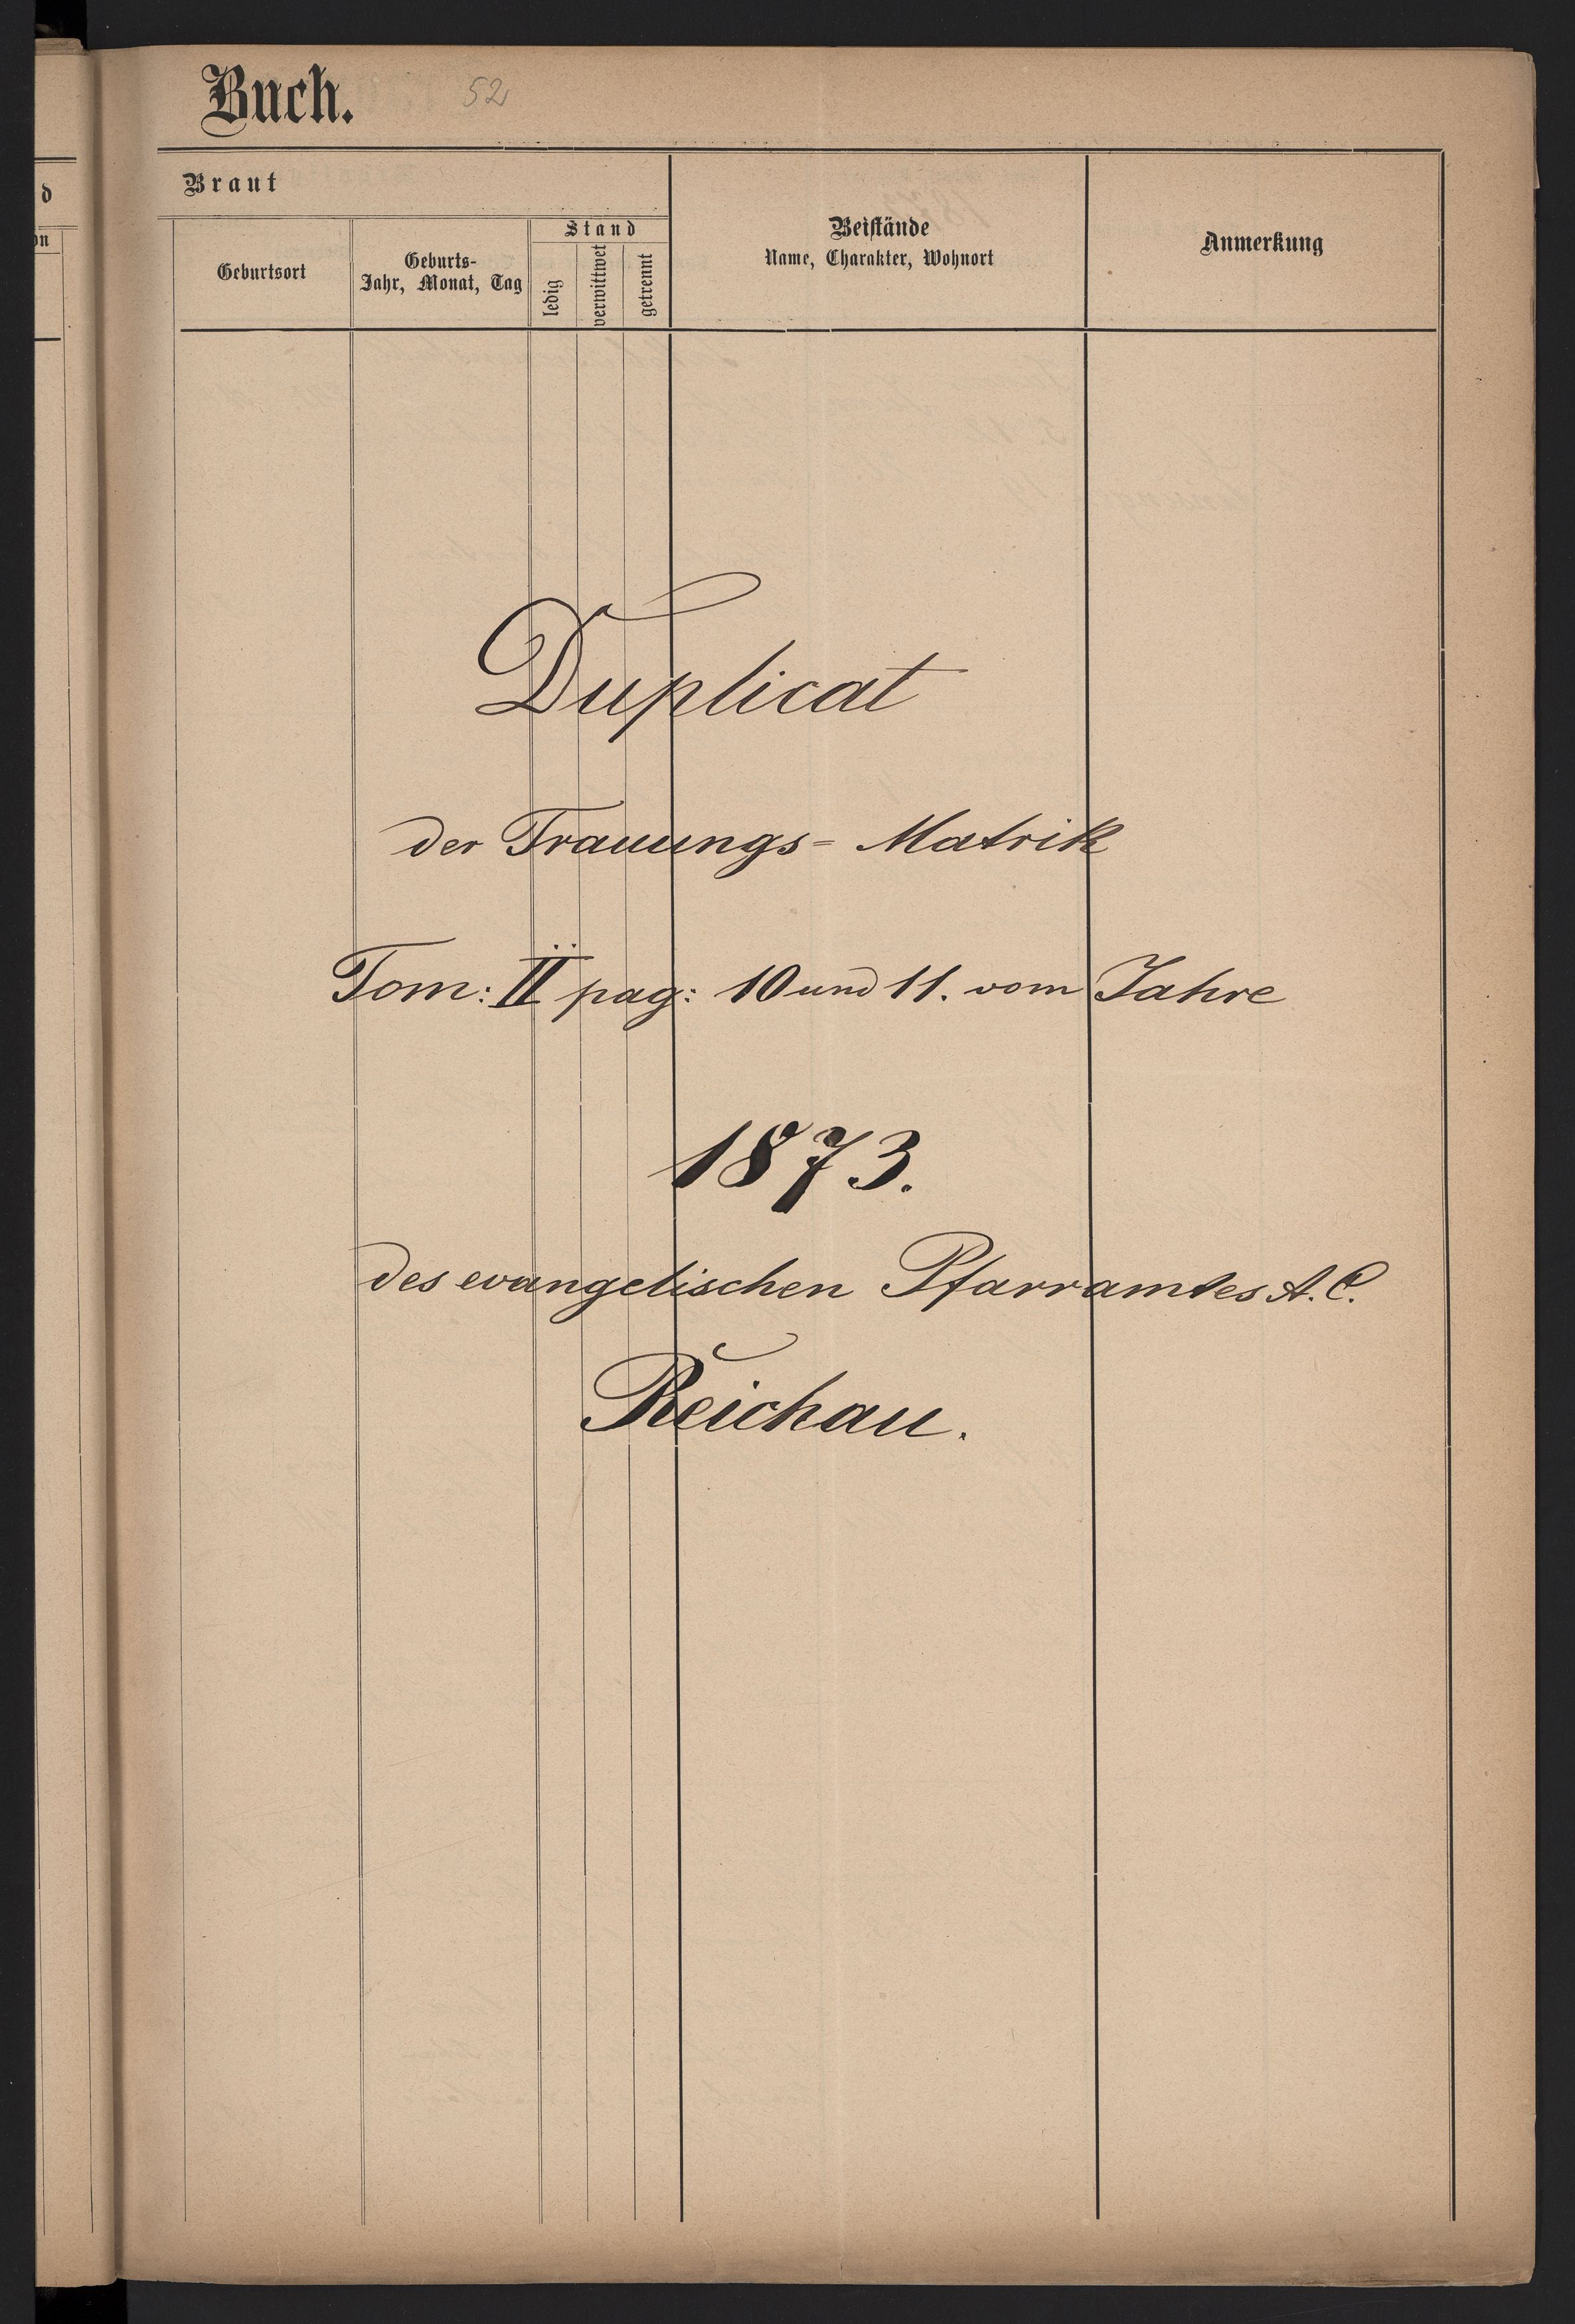 Buch.
52
d
on
Braut
Geburtsort
Geburts-
Jahr, Monat, Tag
Stand
ledig
verwittwet
getrennt
Beistände
Name, Charakter, Wohnort
Anmerkung
Duplicat
der Trauungs= Matrik
Tom: II pag: 10 und 11. vom Jahre
1873.
des evangelischen Pfarramtes A. C.
Reichau.